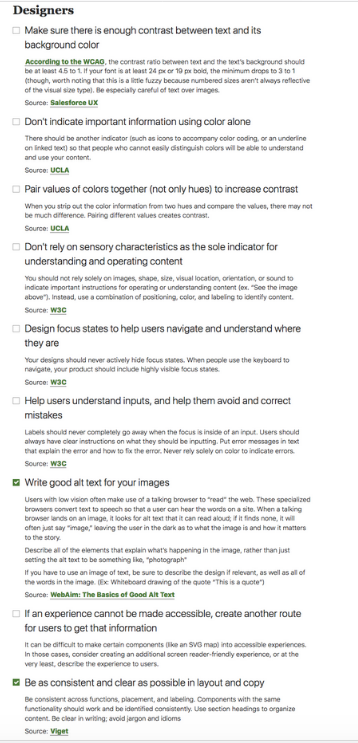 Designers
Make sure there is enough contrast between text and its
background color
According to the WCAG, the contrast ratio between text and the text's background should
be at least 4.5 to 1. If your font is at least 24 px or 19 px bold, the minimum drops to 3 to 1
(though, worth noting that this is a little fuzzy because numbered sizes aren't always reflective
of the visual size type). Be especially careful of text over images.
Source: Salesforce UX
Don't indicate important information using color alone
There should be another indicator (such as icons to accompany color coding, or an underline
on linked text) so that people who cannot easily distinguish colors will be able to understand
and use your content.
Source: UCLA
Pair values of colors together (not only hues) to increase contrast
When you strip out the color information from two hues and compare the values, there may not
be much difference. Pairing different values creates contrast.
Source: UCLA
Don't rely on sensory characteristics as the sole indicator for
understanding and operating content
You should not rely solely on images, shape, size, visual location, orientation, or sound to
indicate important instructions for operating or understanding content (ex. "See the image
above"). Instead, use a combination of positioning, color, and labeling to identify content.
Source: W3C
Design focus states to help users navigate and understand where
they are
Your designs should never actively hide focus states. When people use the keyboard to
navigate, your product should include highly visible focus states.
Source: W3C
Help users understand inputs, and help them avoid and correct
mistakes
Labels should never completely go away when the focus is inside of an input. Users should
always have clear instructions on what they should be inputting. Put error messages in text
that explain the error and how to fix the error. Never rely solely on color to indicate errors.
Source: W3C
Write good alt text for your images
Users with low vision often make use of a talking browser to "read" the web. These specialized
browsers convert text to speech so that a user can hear the words on a site. When a talking
browser lands on an image, it looks for alt text that it can read aloud; if it finds none, it will
often just say "image," leaving the user in the dark as to what the image is and how it matters
to the story.
Describe all of the elements that explain what's happening in the image, rather than just
setting the alt text to be something like, "photograph"
If you have to use an image of text, be sure to describe the design if relevant, as well as all of
the words in the image. (Ex: Whiteboard drawing of the quote "This is a quote")
Source: WebAim: The Basics of Good Alt Text
If an experience cannot be made accessible, create another route
for users to get that information
It can be difficult to make certain components (like an SVG map) into accessible experiences.
In those cases, consider creating an additional screen reader-friendly experience, or at the
very least, describe the experience to users.
Be as consistent and clear as possible in layout and copy
Be consistent across functions, placement, and labeling. Components with the same
functionality should work and be identified consistently. Use section headings to organize
content. Be clear in writing; avoid jargon and idioms
Source: Viget